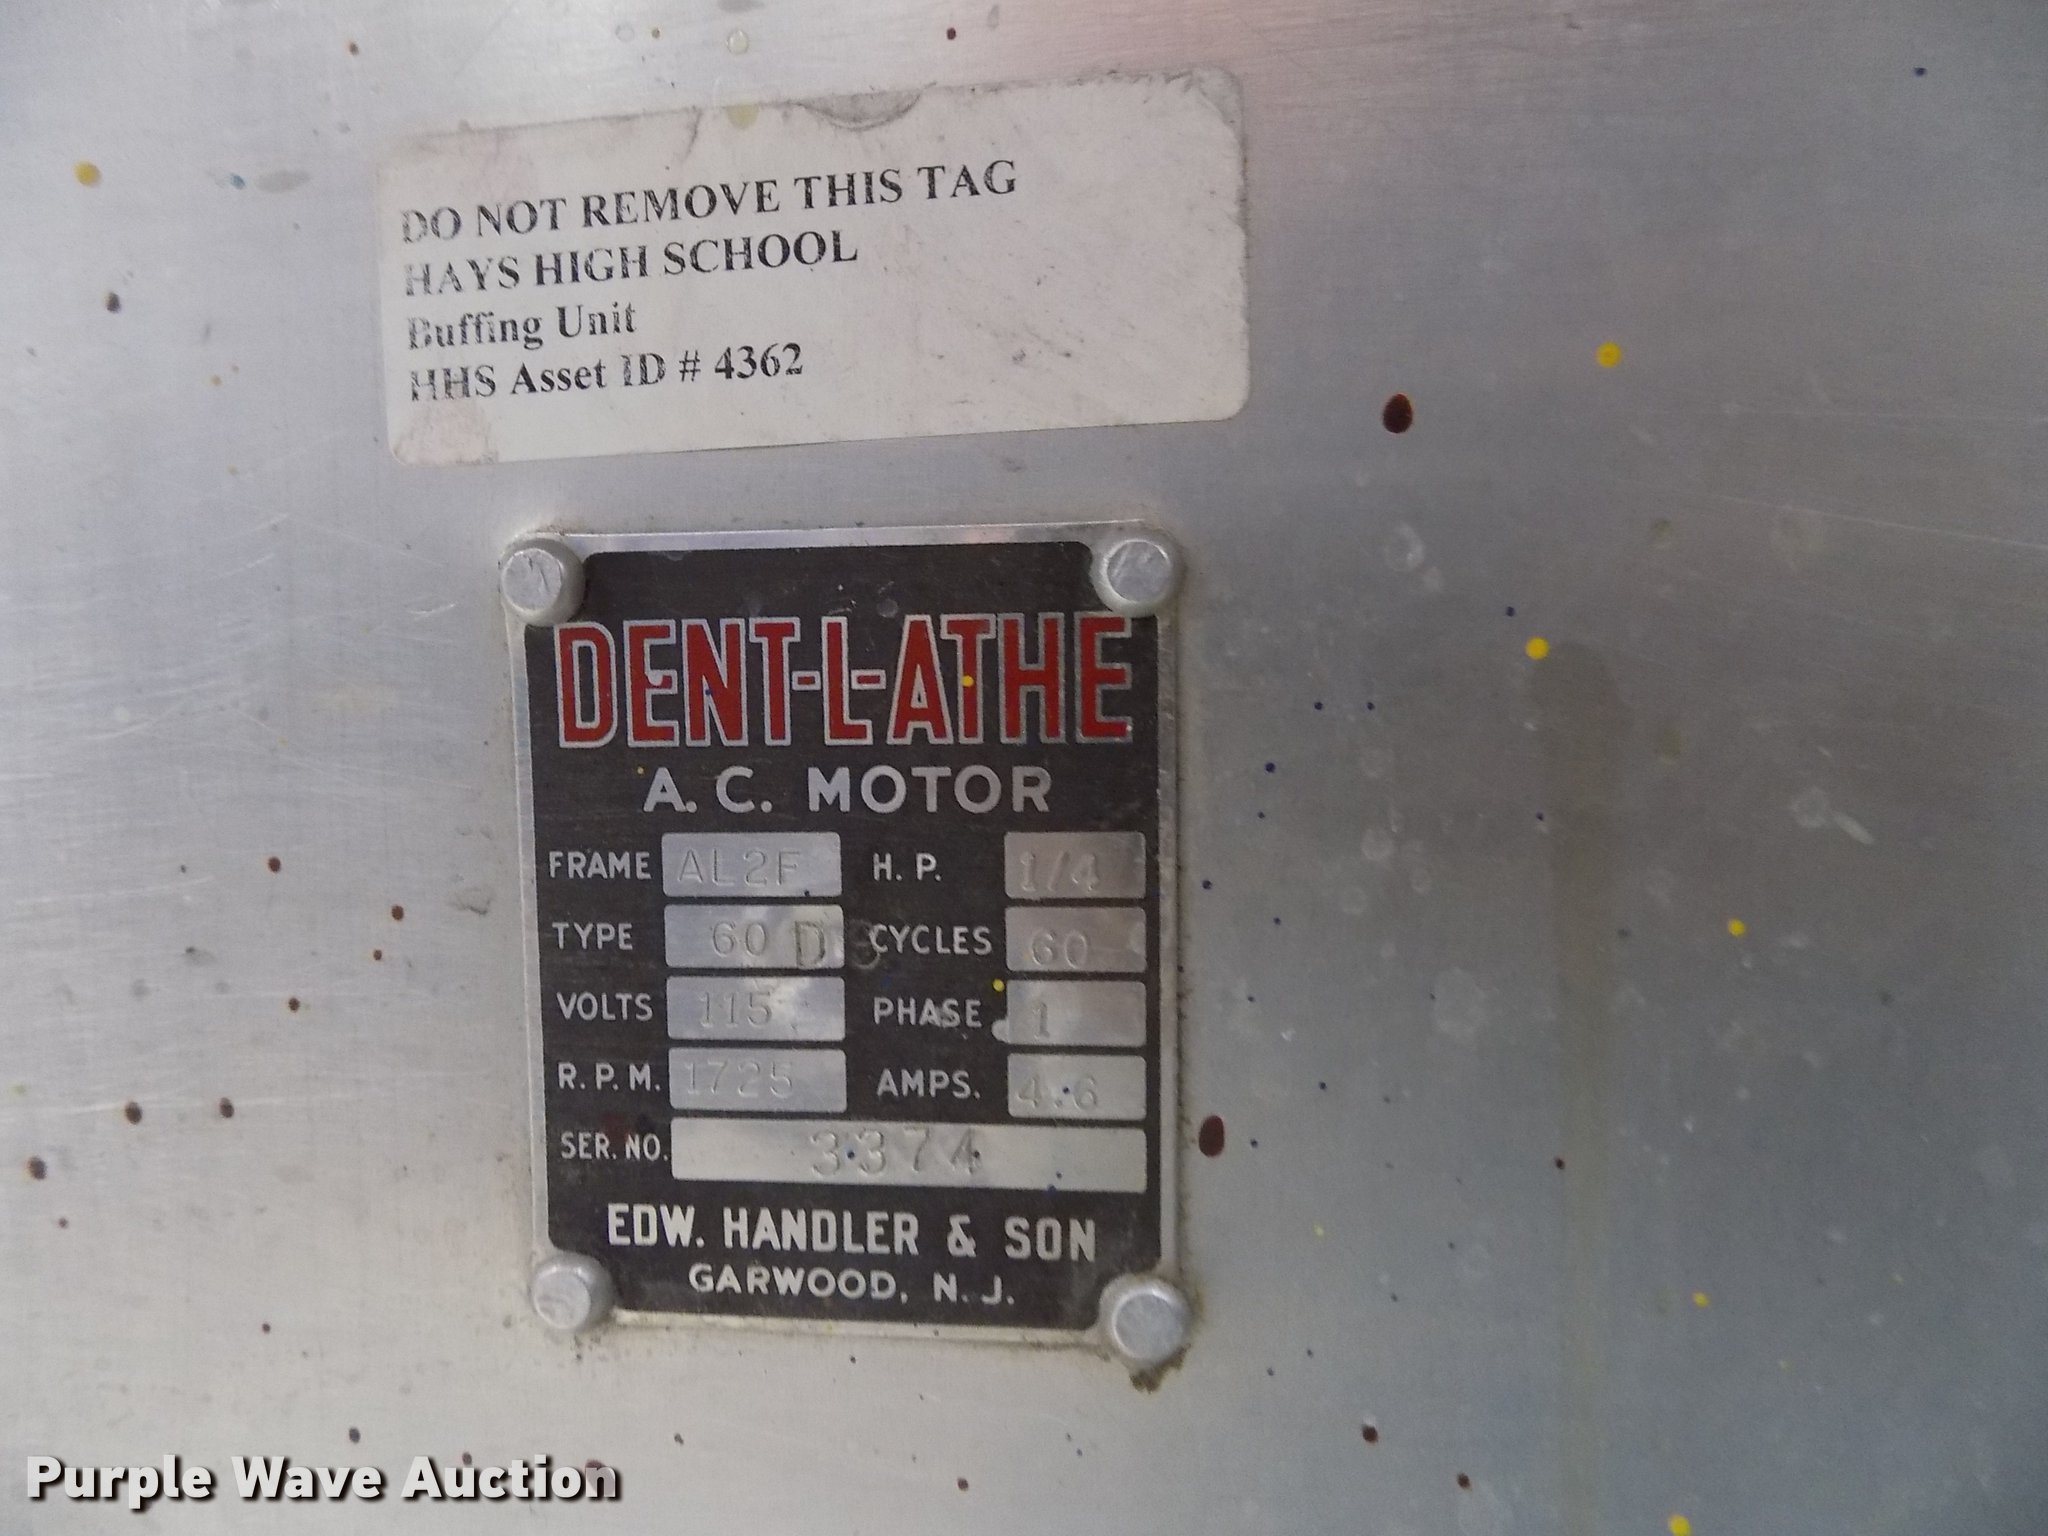 DO NOT REMOVE THIS TAG
HAYS HIGH SCHOOL
Buffing Unit
HHS Asset ID # 4362
DENT-L-ATHE
A. C. MOTOR
FRAME AL2F H. P. 1/4
TYPE 60 D CYCLES 60
VOLTS 115 PHASE 1
R. P. M. 1725 AMPS. 4.6
SER. NO. 3374
EDW. HANDLER & SON
GARWOOD, N. J.
Purple Wave Auction